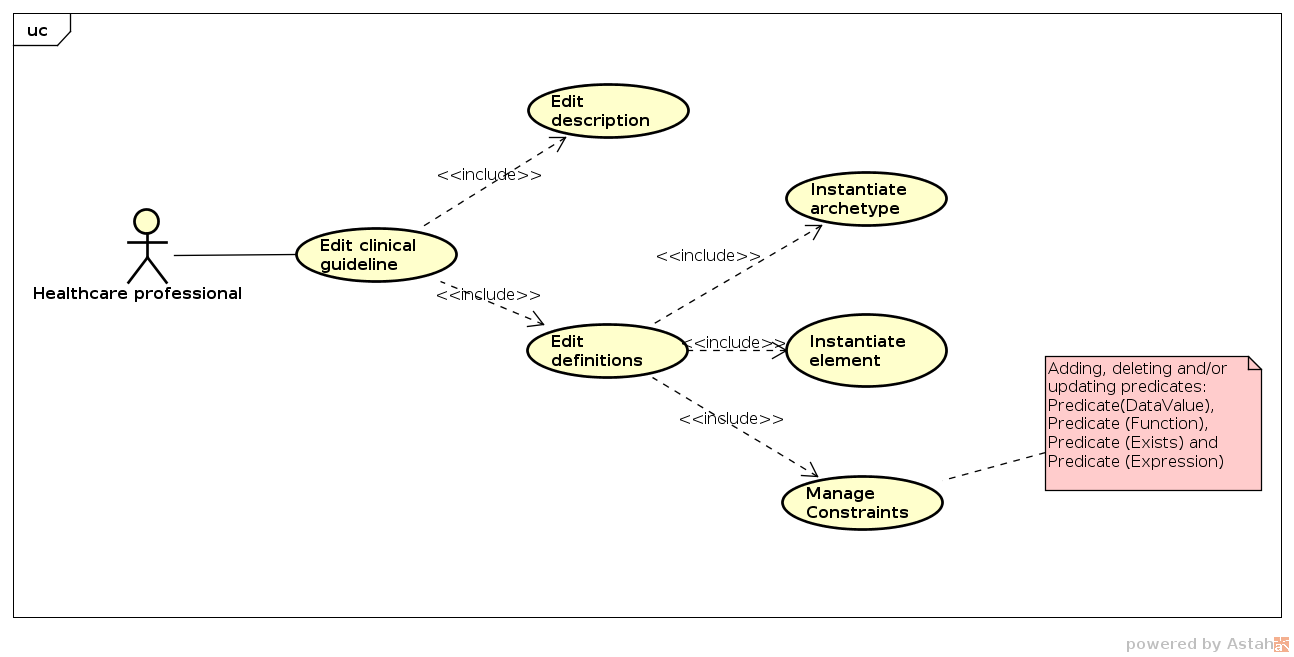 uc
Edit
description
<<include>>
Instantiate
archetype
Edit clinical
guideline
<<include>>
Healthcare professional
<<include>>
Edit
definitions
<<include>>
Instantiate
element
Adding, deleting and/or
updating predicates:
Predicate(DataValue),
Predicate (Function),
Predicate (Exists) and
Predicate (Expression)
<<include>>
Manage
Constraints
powered by Astah